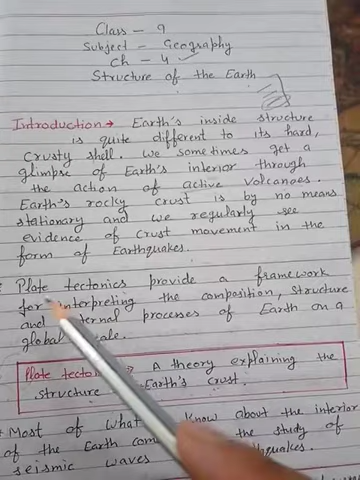 Class - 9
Subject - Geography
Ch - 4
Structure of the Earth
Introduction → Earth's inside structure
is quite different to its hard,
crusty shell. We sometimes get a
glimpse of Earth's interior through
the action of active volcanoes.
Earth's rocky crust is by no means
stationary and we regularly see
evidence of crust movement in the
form of Earthquakes.
Plate tectonics provide a framework
for interpreting the composition, structure
and processes of Earth on a
global
Plate A theory explaining the
structure Earth's crust.
Most of what know about the interior
of the Earth the study of
seismic waves